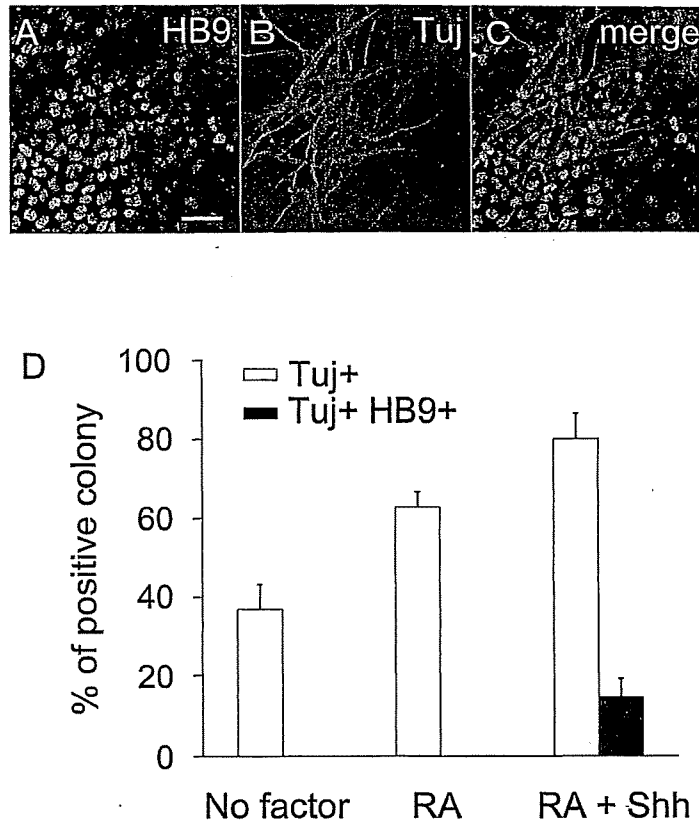 A HB9 B Tuj C merge
D
% of positive colony
100
80
60
40
20
0
Tuj+
Tuj+ HB9+
No factor RA RA + Shh